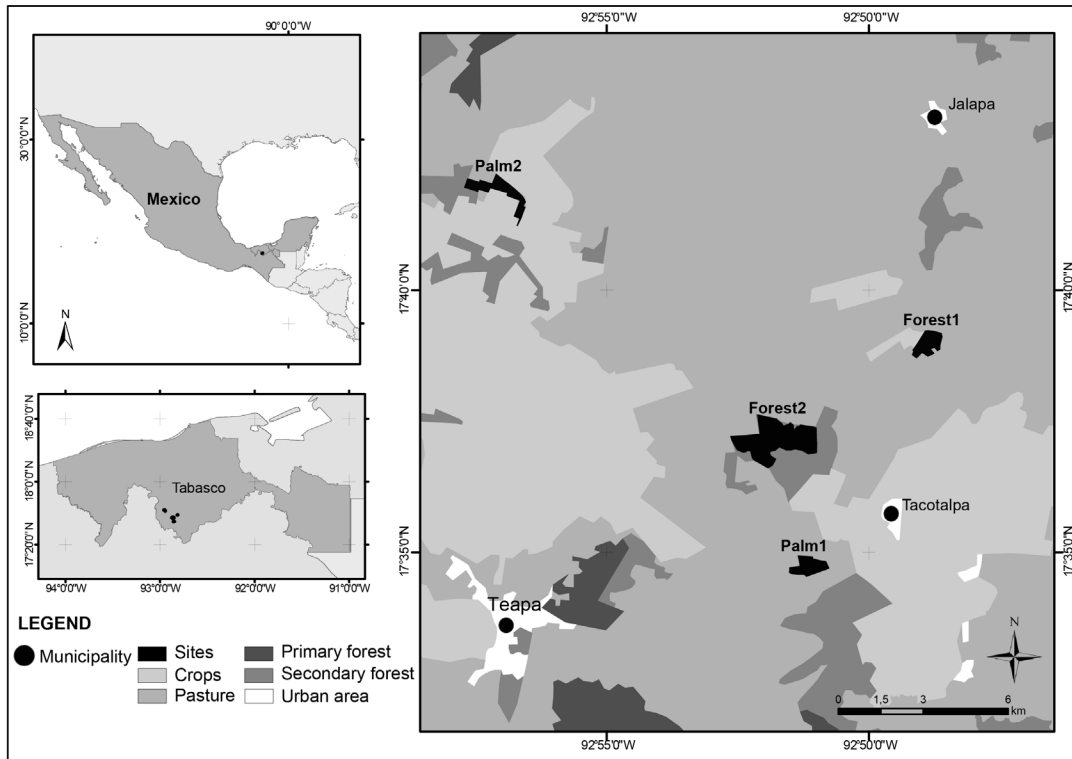 90°0'0"W
30°0'0"N
10°0'0"N
Mexico
N
18°40'0"N
18°0'0"N
17°20'0"N
Tabasco
94°0'0"W 93°0'0"W 92°0'0"W 91°0'0"W
LEGEND
Municipality
Sites
Crops
Pasture
Primary forest
Secondary forest
Urban area
92°55'0"W 92°50'0"W
Jalapa
Palm2
17°40'0"N 17°40'0"N
Forest1
Forest2
Tacotalpa
17°35'0"N 17°35'0"N
Palm1
Teapa
N
0 1,5 3 6
km
92°55'0"W 92°50'0"W